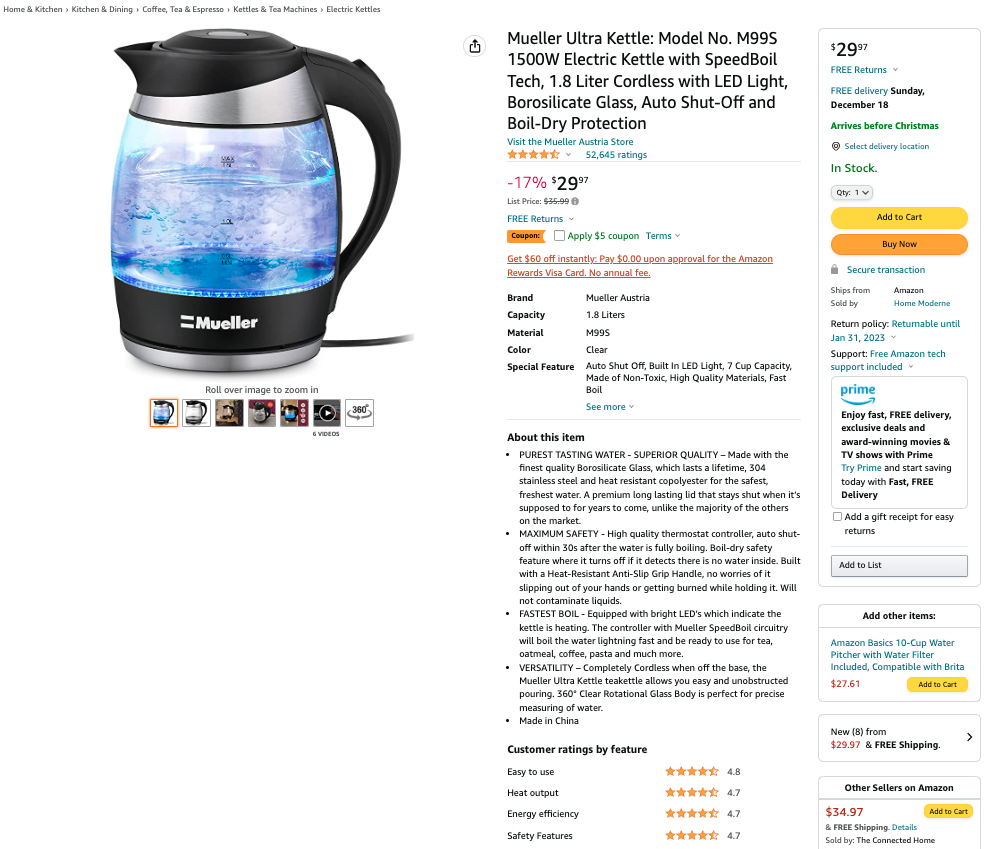 Home & Kitchen › Kitchen & Dining › Coffee, Tea & Espresso › Kettles & Tea Machines › Electric Kettles
MAX
1.0L
MIN
Mueller
Roll over image to zoom in
360°
6 VIDEOS
Mueller Ultra Kettle: Model No. M99S
1500W Electric Kettle with SpeedBoil
Tech, 1.8 Liter Cordless with LED Light,
Borosilicate Glass, Auto Shut-Off and
Boil-Dry Protection
Visit the Mueller Austria Store
52,645 ratings
-17% $29 97
List Price: $35.99
FREE Returns
Coupon: Apply $5 coupon Terms
Get $60 off instantly: Pay $0.00 upon approval for the Amazon
Rewards Visa Card. No annual fee.
Brand Mueller Austria
Capacity 1.8 Liters
Material M99S
Color Clear
Special Feature Auto Shut Off, Built In LED Light, 7 Cup Capacity,
Made of Non-Toxic, High Quality Materials, Fast
Boil
See more
About this item
• PUREST TASTING WATER - SUPERIOR QUALITY – Made with the
finest quality Borosilicate Glass, which lasts a lifetime, 304
stainless steel and heat resistant copolyester for the safest,
freshest water. A premium long lasting lid that stays shut when it's
supposed to for years to come, unlike the majority of the others
on the market.
• MAXIMUM SAFETY - High quality thermostat controller, auto shut-
off within 30s after the water is fully boiling. Boil-dry safety
feature where it turns off if it detects there is no water inside. Built
with a Heat-Resistant Anti-Slip Grip Handle, no worries of it
slipping out of your hands or getting burned while holding it. Will
not contaminate liquids.
• FASTEST BOIL - Equipped with bright LED's which indicate the
kettle is heating. The controller with Mueller SpeedBoil circuitry
will boil the water lightning fast and be ready to use for tea,
oatmeal, coffee, pasta and much more.
• VERSATILITY – Completely Cordless when off the base, the
Mueller Ultra Kettle teakettle allows you easy and unobstructed
pouring. 360° Clear Rotational Glass Body is perfect for precise
measuring of water.
• Made in China
Customer ratings by feature
Easy to use 4.8
Heat output 4.7
Energy efficiency 4.7
Safety Features 4.7
$29 97
FREE Returns
FREE delivery Sunday,
December 18
Arrives before Christmas
Select delivery location
In Stock.
Qty: 1
Add to Cart
Buy Now
Secure transaction
Ships from Amazon
Sold by Home Moderne
Return policy: Returnable until
Jan 31, 2023
Support: Free Amazon tech
support included
prime
Enjoy fast, FREE delivery,
exclusive deals and
award-winning movies &
TV shows with Prime
Try Prime and start saving
today with Fast, FREE
Delivery
Add a gift receipt for easy
returns
Add to List
Add other items:
Amazon Basics 10-Cup Water
Pitcher with Water Filter
Included, Compatible with Brita
$27.61 Add to Cart
New (8) from
$29.97 & FREE Shipping.
Other Sellers on Amazon
$34.97 Add to Cart
& FREE Shipping. Details
Sold by: The Connected Home